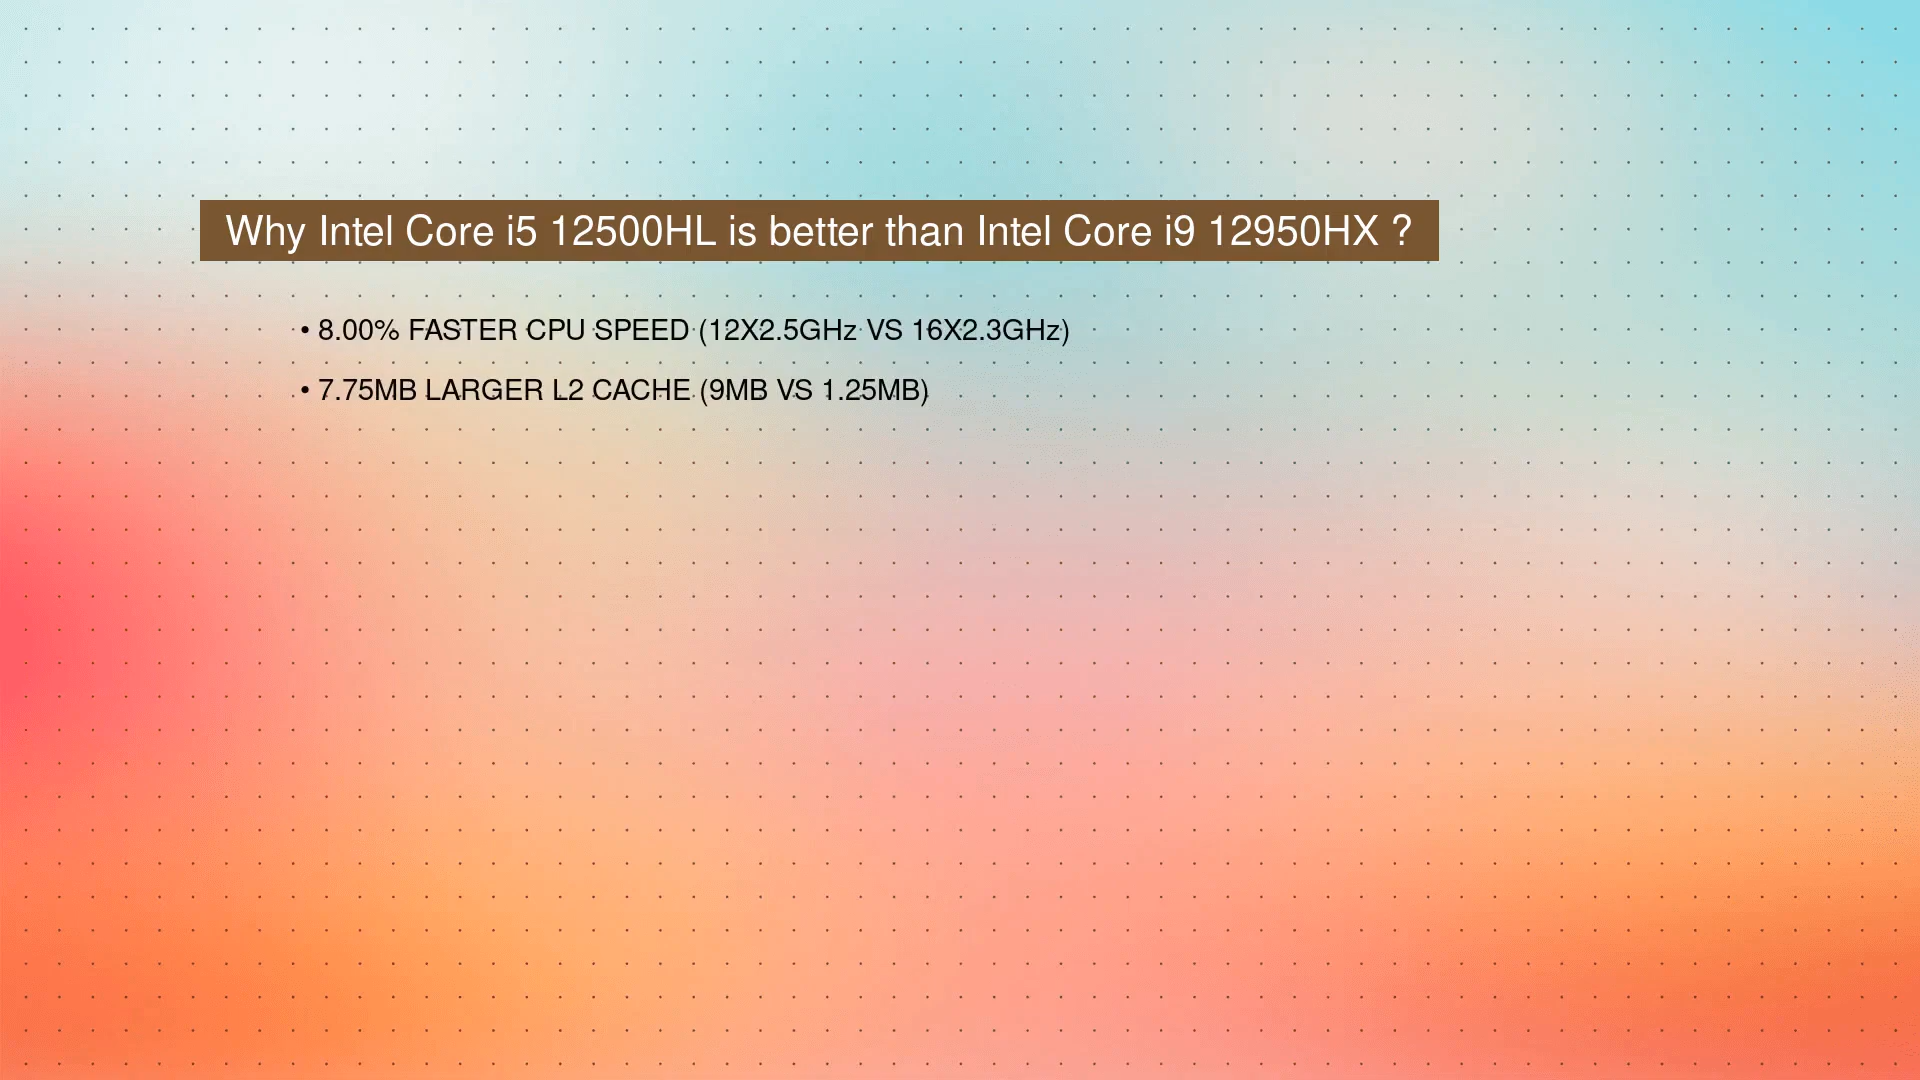 Why Intel Core i5 12500HL is better than Intel Core i9 12950HX ?
• 8.00% FASTER CPU SPEED (12X2.5GHz VS 16X2.3GHz)
• 7.75MB LARGER L2 CACHE (9MB VS 1.25MB)